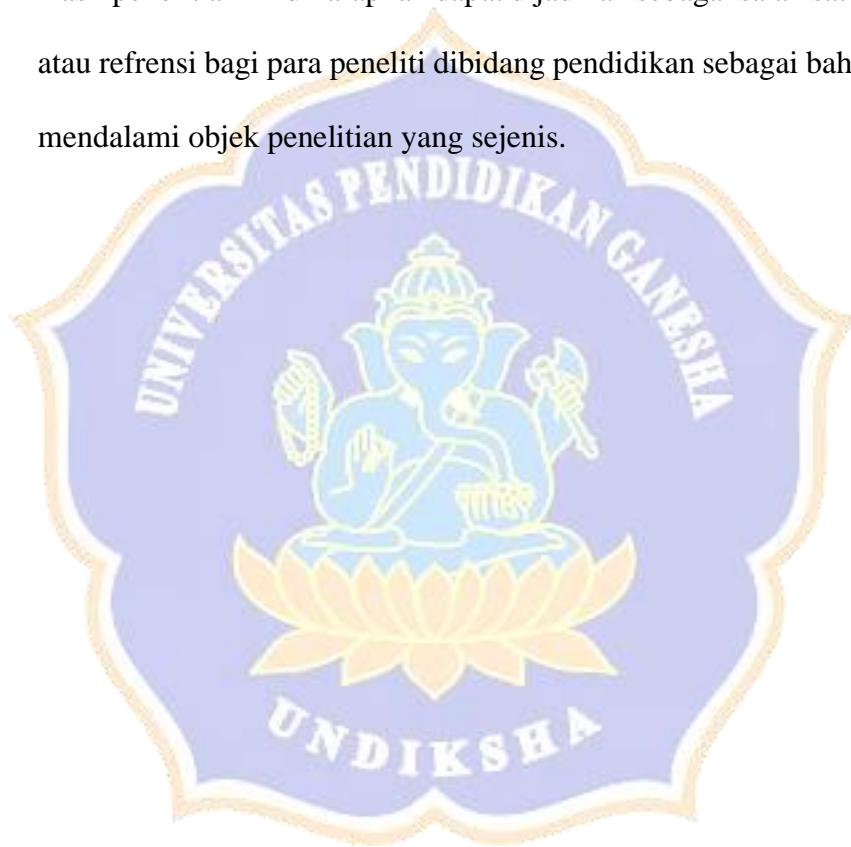 atau refrensi bagi para peneliti dibidang pendidikan sebagai bah
mendalami objek penelitian yang sejenis.
UNIVERSITAS PENDIDIKAN GANESHA
UNDIKSHA